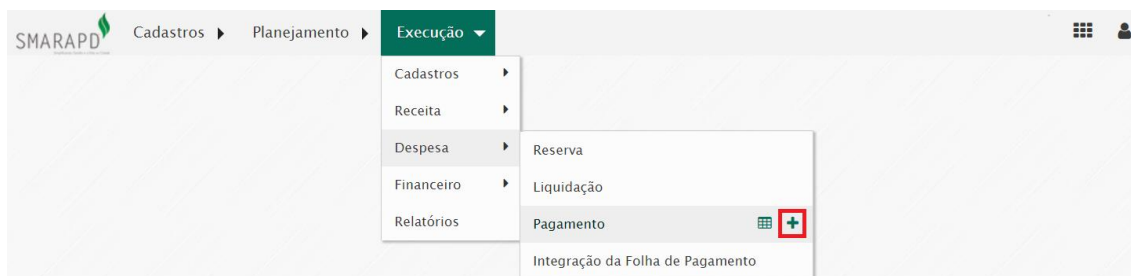 SMARAPD Cadastros Planejamento Execução
Cadastros
Receita
Despesa
Reserva
Financeiro
Liquidação
Relatórios
Pagamento
Integração da Folha de Pagamento